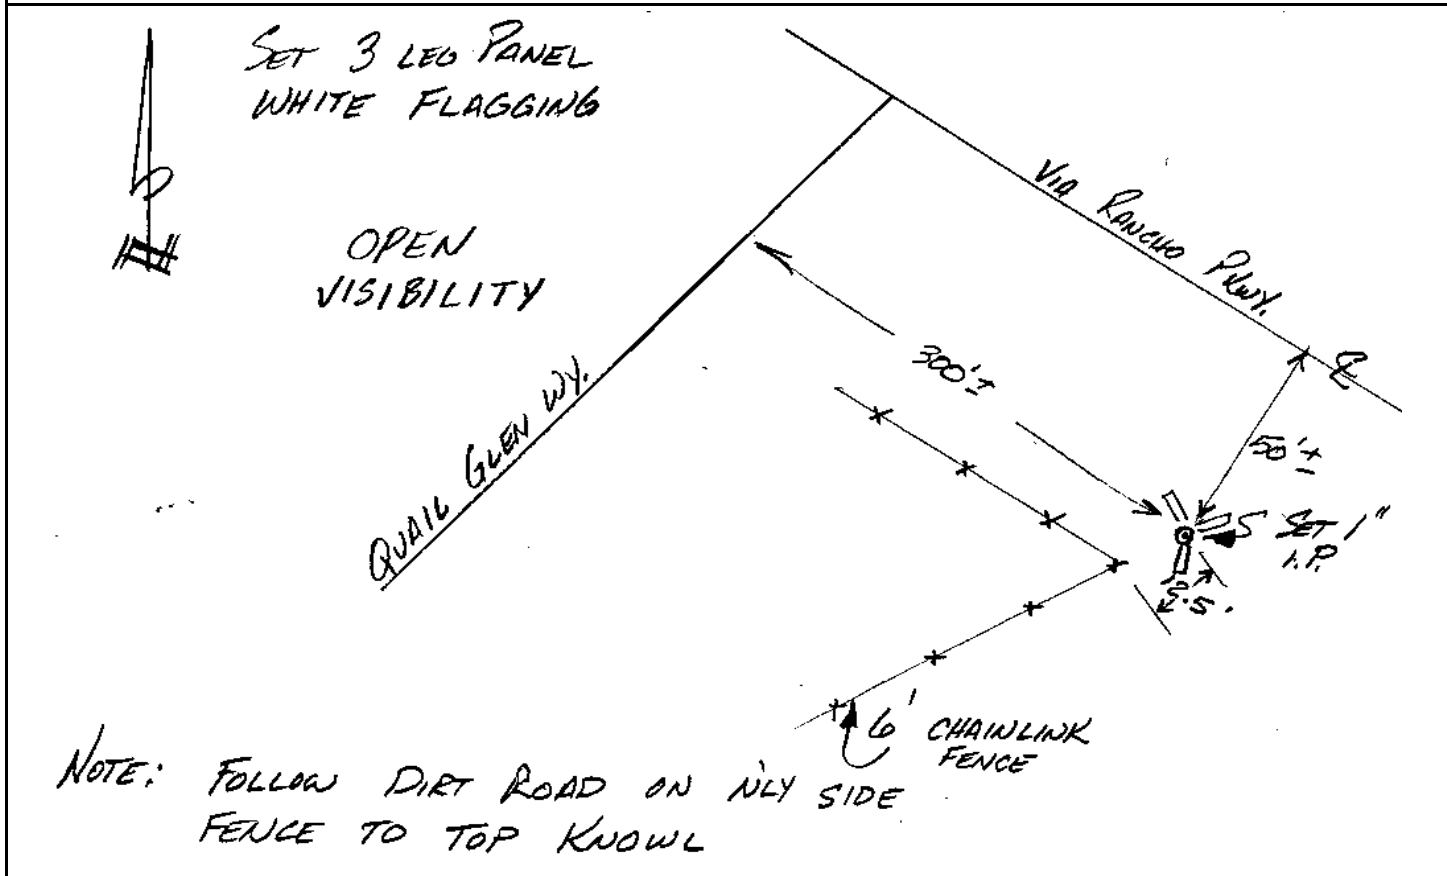 SET 3 LEG PANEL
WHITE FLAGGING
OPEN
VISIBILITY
VIA RANCHO PKWY.
300'±
℄
50'±
QUAIL GLEN WY.
SET 1"
I.P.
2.5'
6' CHAINLINK
FENCE
NOTE: FOLLOW DIRT ROAD ON N'LY SIDE
FENCE TO TOP KNOWL